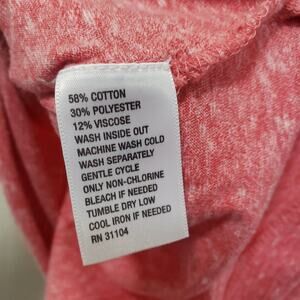 58% COTTON
30% POLYESTER
12% VISCOSE
WASH INSIDE OUT
MACHINE WASH COLD
WASH SEPARATELY
GENTLE CYCLE
ONLY NON-CHLORINE
BLEACH IF NEEDED
TUMBLE DRY LOW
COOL IRON IF NEEDED
RN 31104